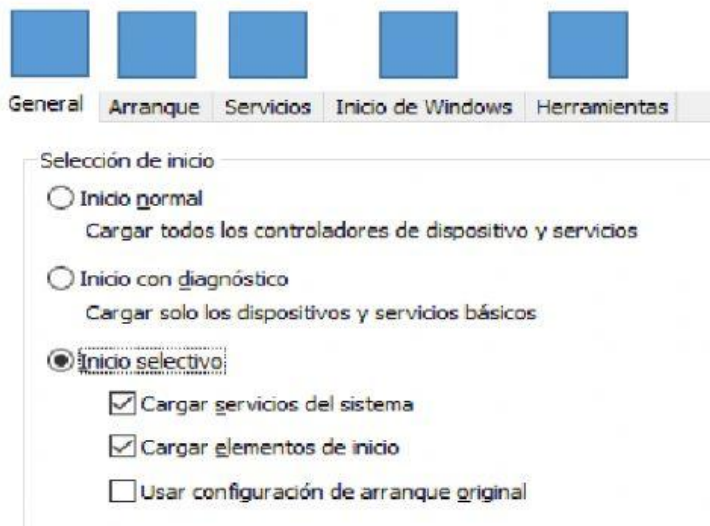 General Arranque Servicios Inicio de Windows Herramientas
Selección de inicio
Inicio normal
Cargar todos los controladores de dispositivo y servicios
Inicio con diagnóstico
Cargar solo los dispositivos y servicios básicos
Inicio selectivo
Cargar servicios del sistema
Cargar elementos de inicio
Usar configuración de arranque original